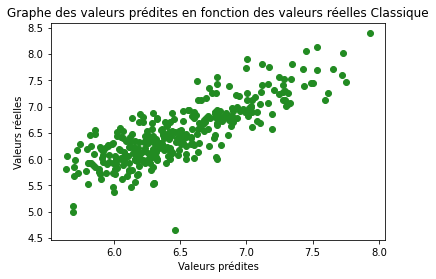 Graphe des valeurs prédites en fonction des valeurs réelles Classique
8.5
8.0
7.5
7.0
6.5
6.0
5.5
5.0
4.5
Valeurs réelles
6.0 6.5 7.0 7.5 8.0
Valeurs prédites